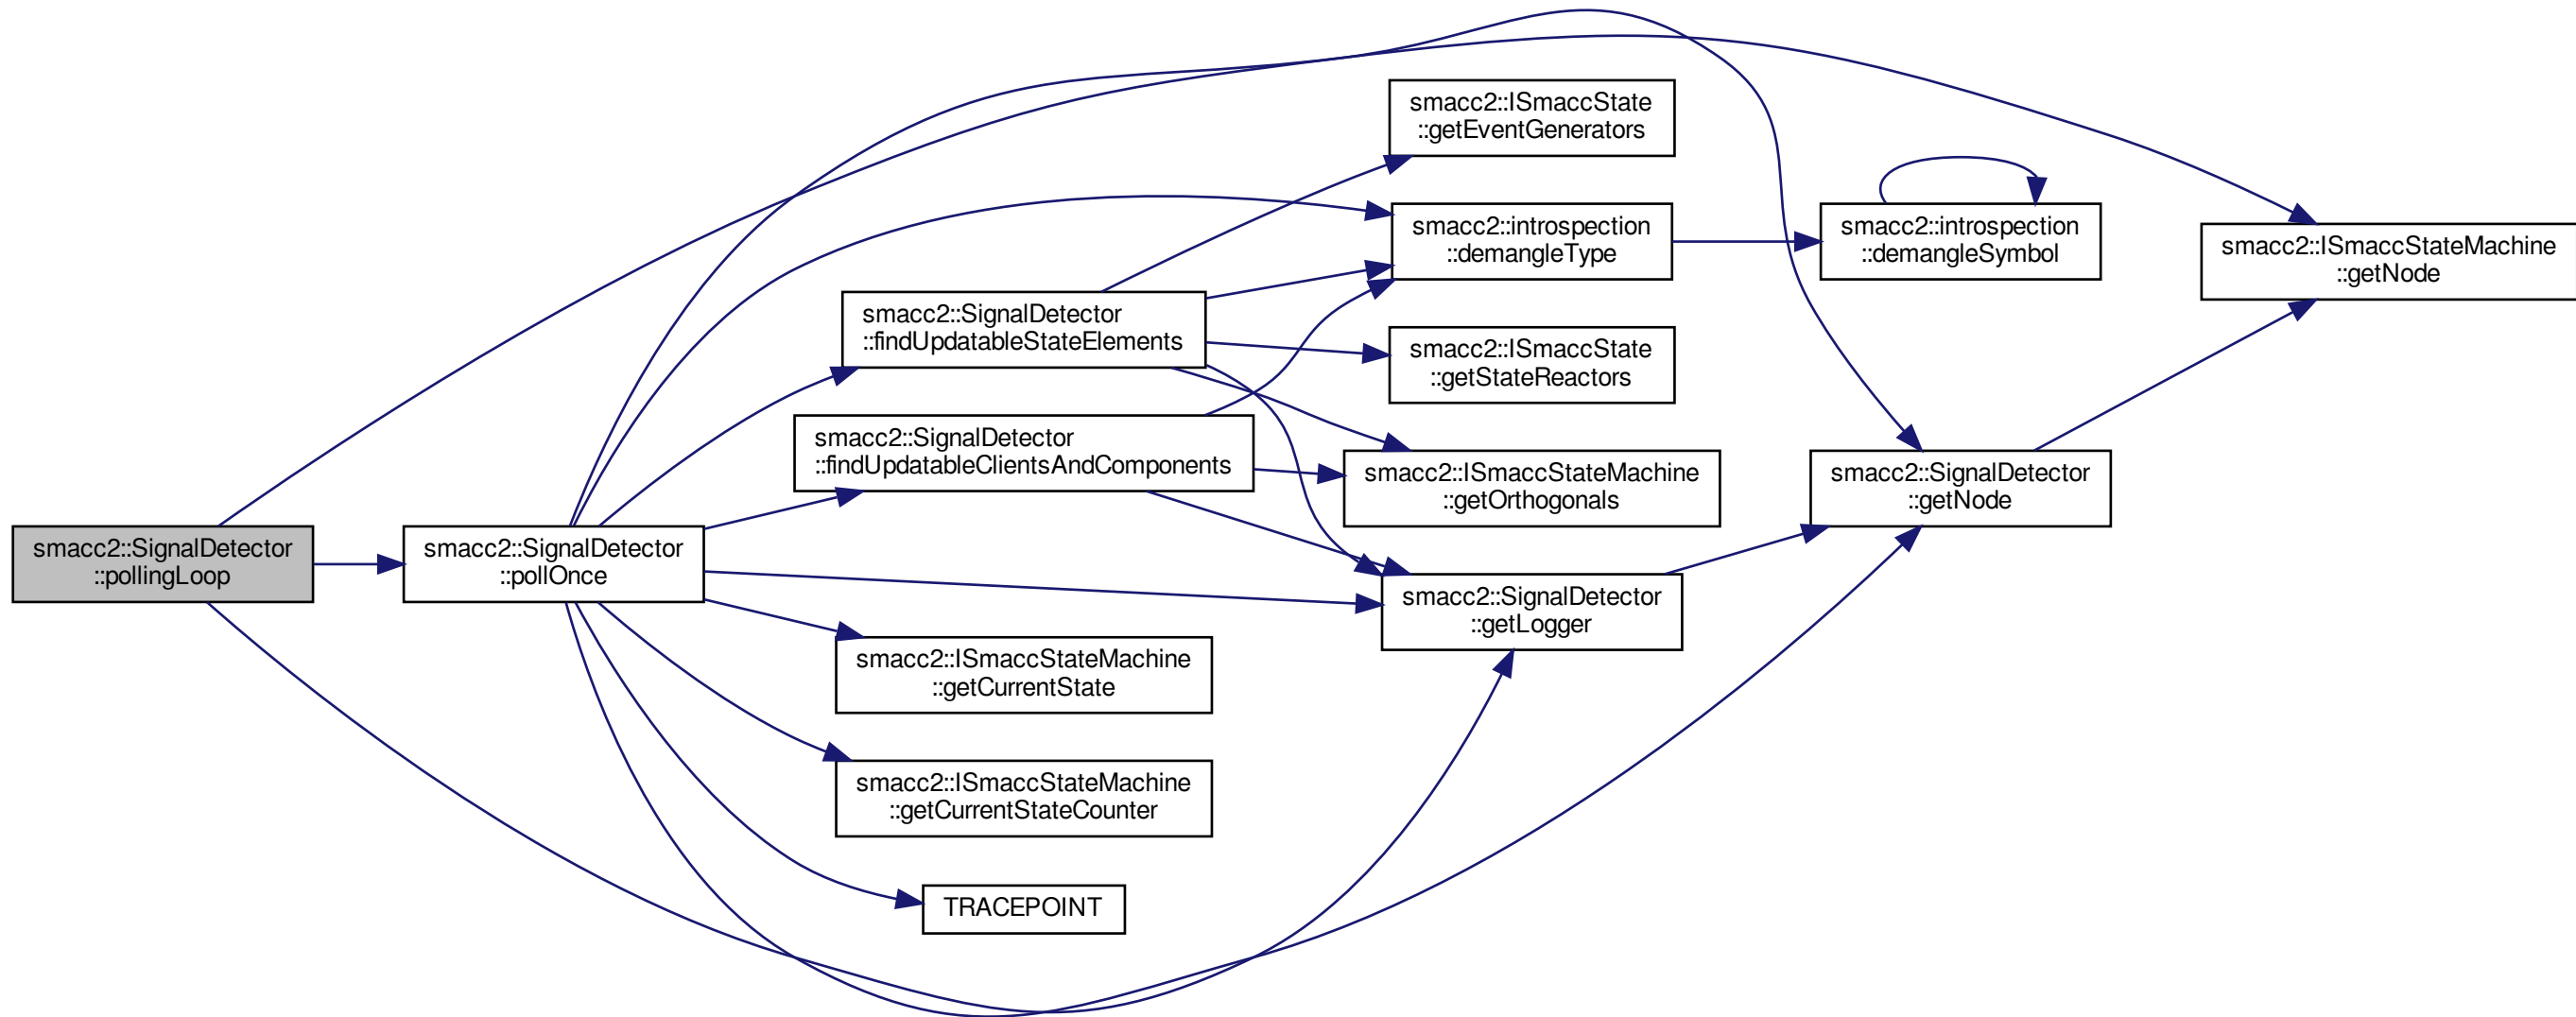 smacc2::SignalDetector
::pollingLoop
smacc2::SignalDetector
::pollOnce
smacc2::SignalDetector
::findUpdatableStateElements
smacc2::SignalDetector
::findUpdatableClientsAndComponents
smacc2::ISmaccStateMachine
::getCurrentState
smacc2::ISmaccStateMachine
::getCurrentStateCounter
TRACEPOINT
smacc2::ISmaccState
::getEventGenerators
smacc2::introspection
::demangleType
smacc2::ISmaccState
::getStateReactors
smacc2::ISmaccStateMachine
::getOrthogonals
smacc2::SignalDetector
::getLogger
smacc2::introspection
::demangleSymbol
smacc2::SignalDetector
::getNode
smacc2::ISmaccStateMachine
::getNode